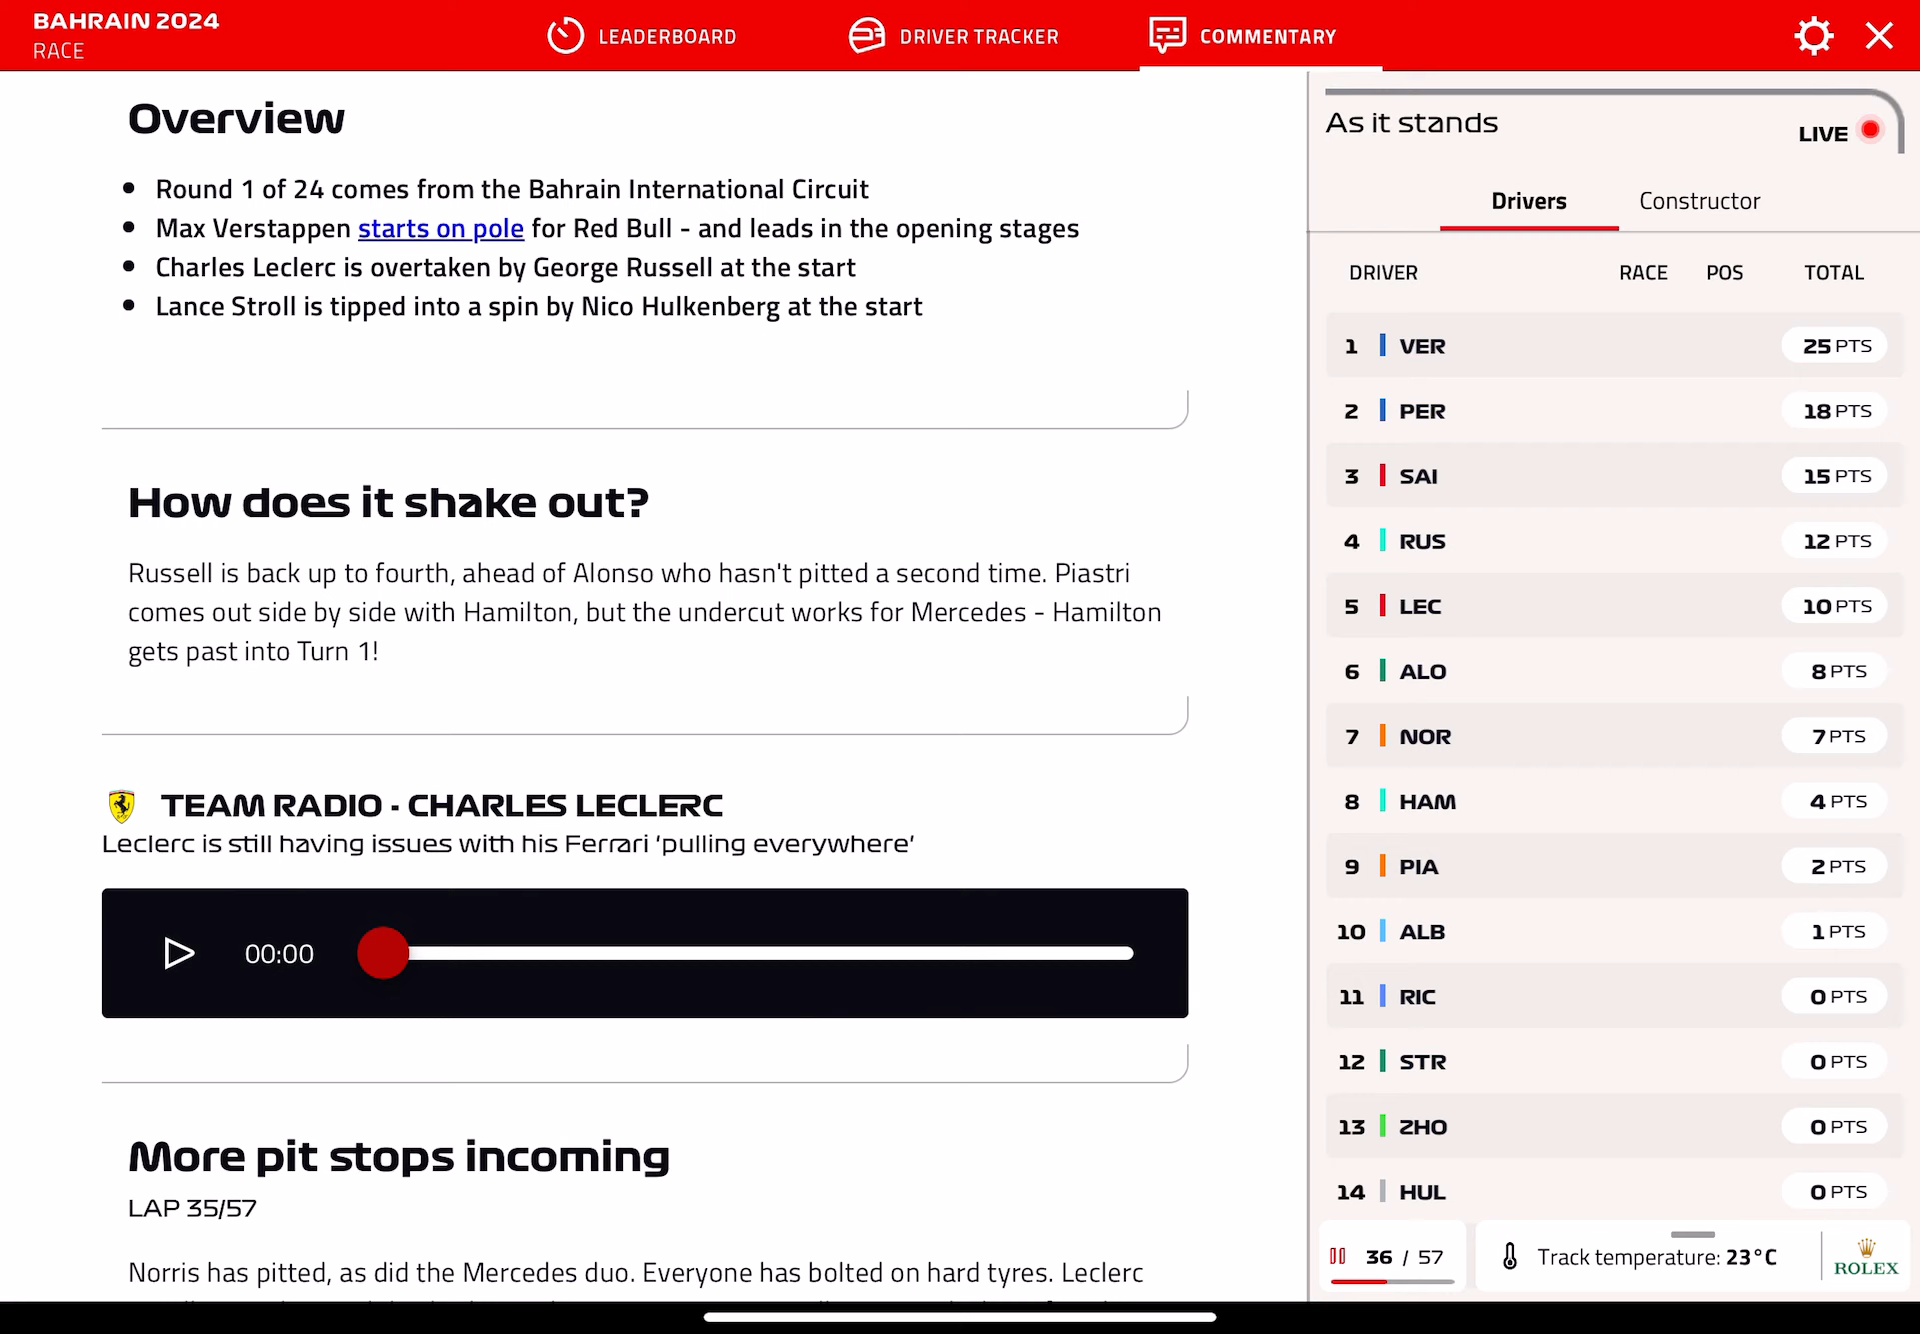 BAHRAIN 2024
RACE
LEADERBOARD
DRIVER TRACKER
COMMENTARY
Overview
Round 1 of 24 comes from the Bahrain International Circuit
Max Verstappen starts on pole for Red Bull - and leads in the opening stages
Charles Leclerc is overtaken by George Russell at the start
Lance Stroll is tipped into a spin by Nico Hulkenberg at the start
How does it shake out?
Russell is back up to fourth, ahead of Alonso who hasn't pitted a second time. Piastri
comes out side by side with Hamilton, but the undercut works for Mercedes - Hamilton
gets past into Turn 1!
TEAM RADIO - CHARLES LECLERC
Leclerc is still having issues with his Ferrari ‘pulling everywhere’
00:00
More pit stops incoming
LAP 35/57
Norris has pitted, as did the Mercedes duo. Everyone has bolted on hard tyres. Leclerc
As it stands
LIVE
Drivers
Constructor
DRIVER RACE POS TOTAL
1 VER 25 PTS
2 PER 18 PTS
3 SAI 15 PTS
4 RUS 12 PTS
5 LEC 10 PTS
6 ALO 8 PTS
7 NOR 7 PTS
8 HAM 4 PTS
9 PIA 2 PTS
10 ALB 1 PTS
11 RIC 0 PTS
12 STR 0 PTS
13 ZHO 0 PTS
14 HUL 0 PTS
36 / 57
Track temperature: 23°C
ROLEX